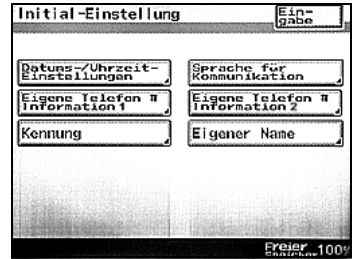 Initial-Einstellung
Ein-
gabe
Datums-/Uhrzeit-
Einstellungen
Sprache für
Kommunikation
Eigene Telefon #
Information 1
Eigene Telefon #
Information 2
Kennung
Eigener Name
Freier
Speicher 100%